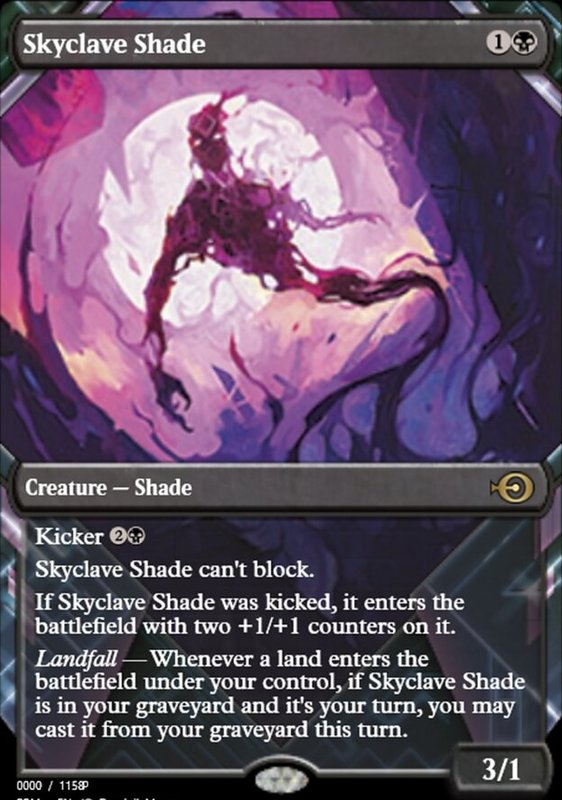 Skyclave Shade 1
Creature — Shade
Kicker 2
Skyclave Shade can't block.
If Skyclave Shade was kicked, it enters the
battlefield with two +1/+1 counters on it.
Landfall — Whenever a land enters the
battlefield under your control, if Skyclave Shade
is in your graveyard and it's your turn, you may
cast it from your graveyard this turn.
3/1
0000 / 1158P